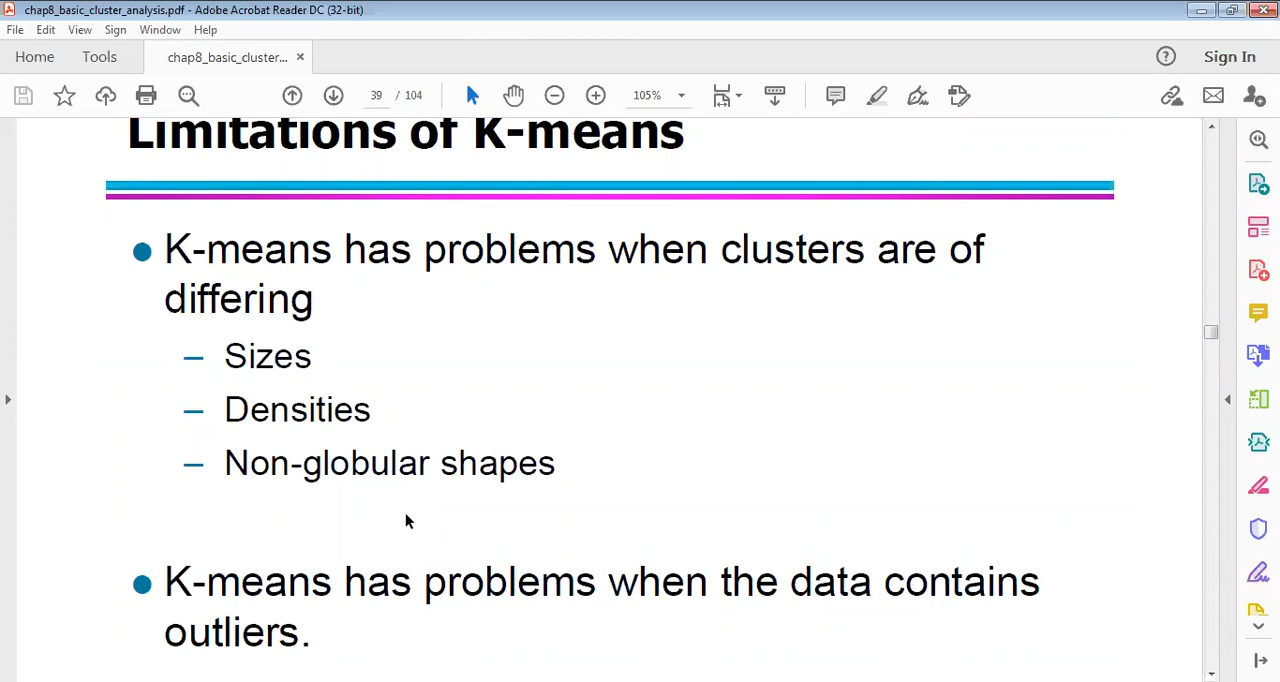 chap8_basic_cluster_analysis.pdf - Adobe Acrobat Reader DC (32-bit)
File Edit View Sign Window Help
Home Tools chap8_basic_cluster... × Sign In
39 / 104 105%
Limitations of K-means
K-means has problems when clusters are of
differing
– Sizes
– Densities
– Non-globular shapes
K-means has problems when the data contains
outliers.